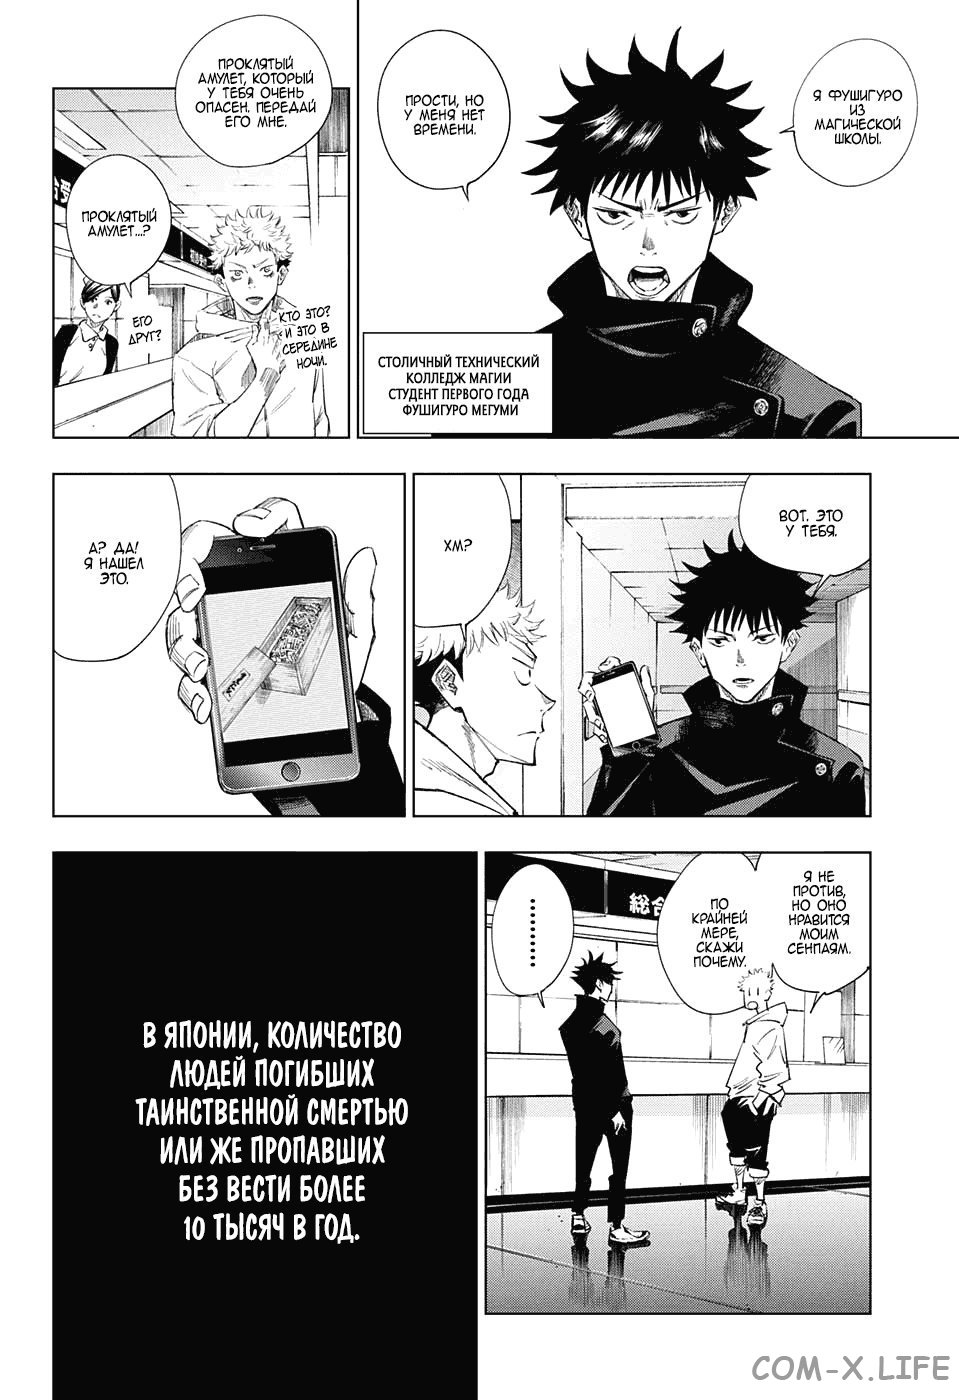 Я ФУШИГУРО
ИЗ
МАГИЧЕСКОЙ
ШКОЛЫ.
ПРОСТИ, НО
У МЕНЯ НЕТ
ВРЕМЕНИ.
СТОЛИЧНЫЙ ТЕХНИЧЕСКИЙ
КОЛЛЕДЖ МАГИИ
СТУДЕНТ ПЕРВОГО ГОДА
ФУШИГУРО МЕГУМИ
ПРОКЛЯТЫЙ
АМУЛЕТ, КОТОРЫЙ
У ТЕБЯ ОЧЕНЬ
ОПАСЕН. ПЕРЕДАЙ
ЕГО МНЕ.
КТО ЭТО?
И ЭТО В
СЕРЕДИНЕ
НОЧИ.
ПРОКЛЯТЫЙ
АМУЛЕТ...?
ЕГО
ДРУГ?
ВОТ. ЭТО
У ТЕБЯ.
ХМ?
А? ДА!
Я НАШЕЛ
ЭТО.
Я НЕ
ПРОТИВ,
НО ОНО
НРАВИТСЯ
МОИМ
СЕНПАЯМ.
ПО
КРАЙНЕЙ
МЕРЕ,
СКАЖИ
ПОЧЕМУ.
総合
.........
В ЯПОНИИ, КОЛИЧЕСТВО
ЛЮДЕЙ ПОГИБШИХ
ТАИНСТВЕННОЙ СМЕРТЬЮ
ИЛИ ЖЕ ПРОПАВШИХ
БЕЗ ВЕСТИ БОЛЕЕ
10 ТЫСЯЧ В ГОД.
COM-X.LIFE